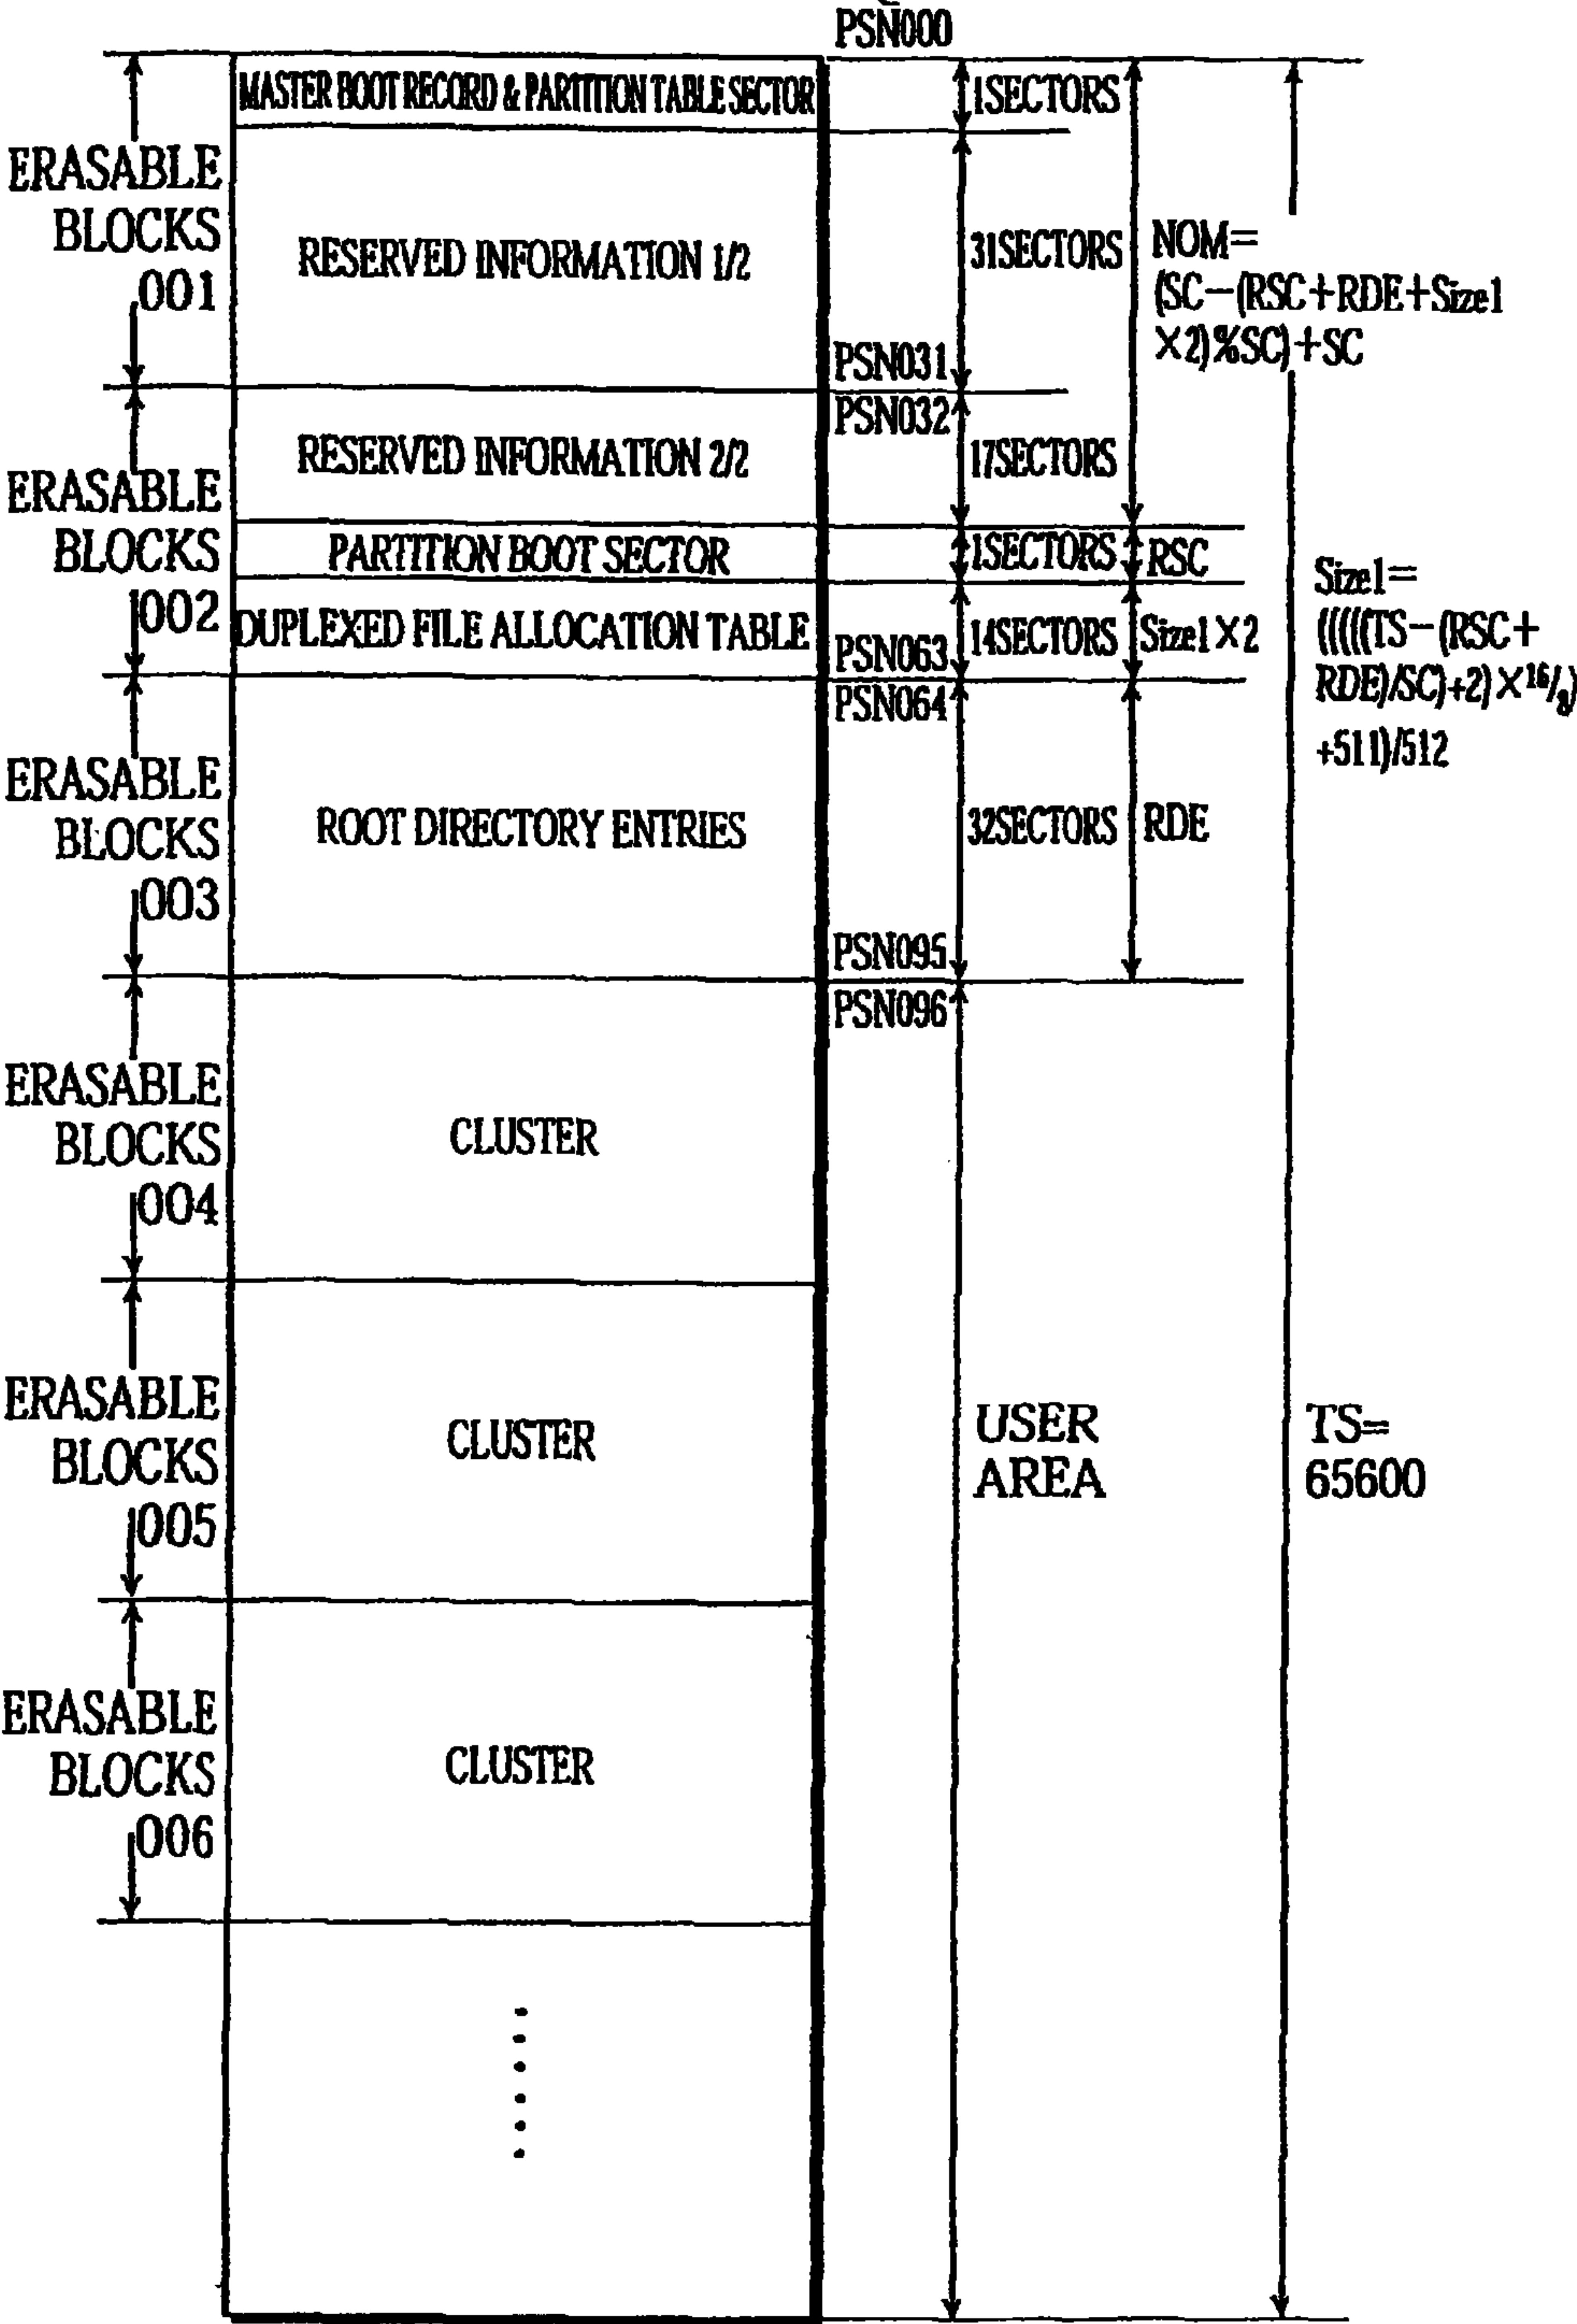 PSN000
MASTER BOOT RECORD & PARTITION TABLE SECTOR
1SECTORS
ERASABLE
BLOCKS
001
RESERVED INFORMATION 1/2
31SECTORS
NOM=
(SC-(RSC+RDE+Size1
×2)%SC)+SC
PSN031
PSN032
RESERVED INFORMATION 2/2
17SECTORS
ERASABLE
BLOCKS
002
PARTITION BOOT SECTOR
1SECTORS
RSC
DUPLEXED FILE ALLOCATION TABLE
PSN063
14SECTORS
Size1×2
Size1=
(((((TS-(RSC+
RDE)/SC)+2)×16/8)
+511)/512
PSN064
ERASABLE
BLOCKS
003
ROOT DIRECTORY ENTRIES
32SECTORS
RDE
PSN095
PSN096
ERASABLE
BLOCKS
004
CLUSTER
ERASABLE
BLOCKS
005
CLUSTER
USER
AREA
TS=
65600
ERASABLE
BLOCKS
006
CLUSTER